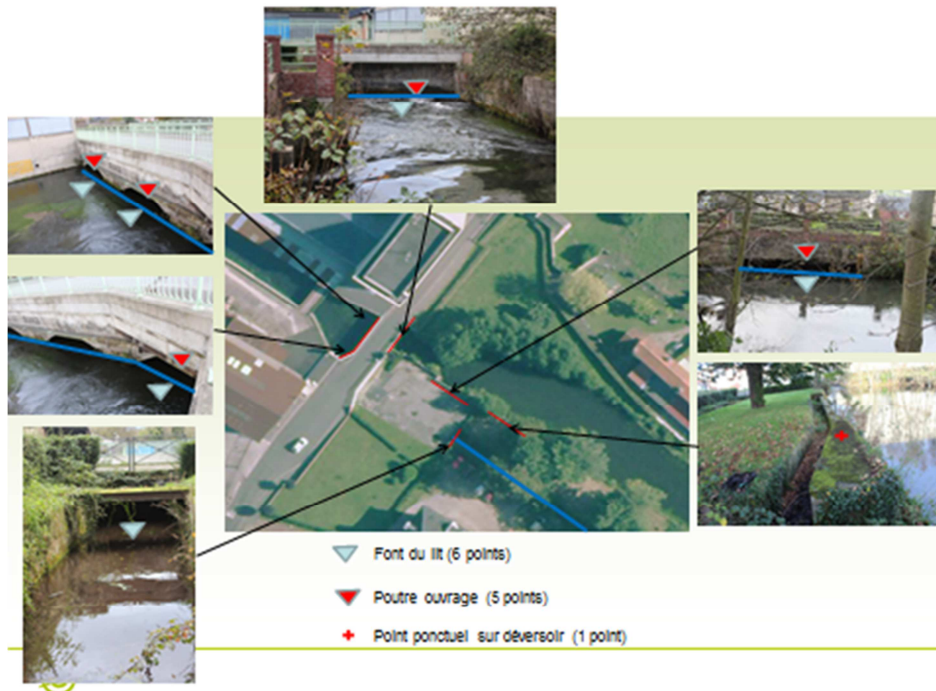 Font du lit (6 points)
Poutre ouvrage (5 points)
Point ponctuel sur déversoir (1 point)